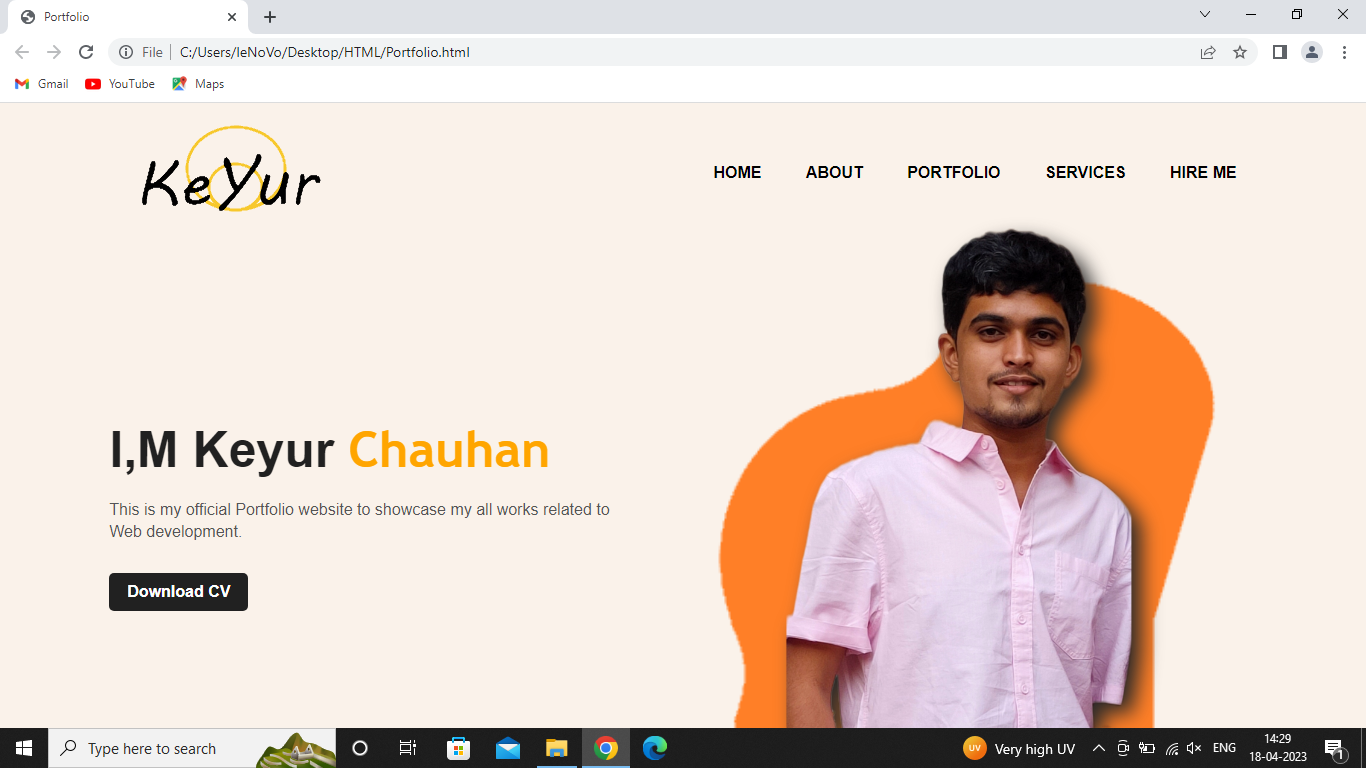 Portfolio
File C:/Users/leNoVo/Desktop/HTML/Portfolio.html
Gmail YouTube Maps
KeYur
HOME ABOUT PORTFOLIO SERVICES HIRE ME
I,M Keyur Chauhan
This is my official Portfolio website to showcase my all works related to
Web development.
Download CV
Type here to search
UV Very high UV ENG
14:29
18-04-2023
1